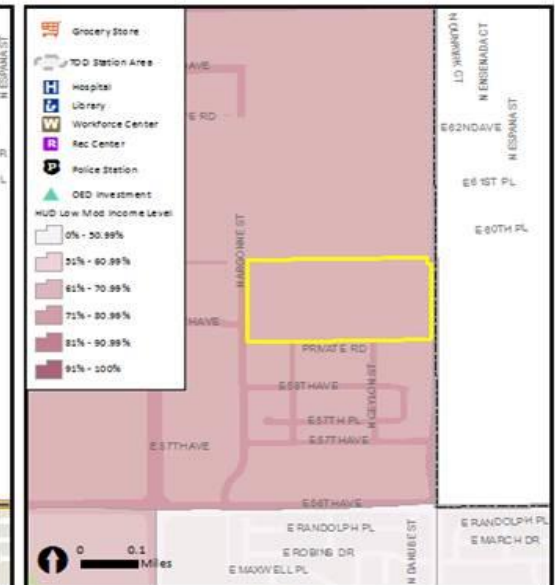 Grocery Store
TOD Station Area
Hospital
Library
Workforce Center
Rec Center
Police Station
OED Investment
HUD Low Mod Income Level
0% - 50.99%
51% - 60.99%
61% - 70.99%
71% - 80.99%
81% - 90.99%
91% - 100%
H
W
R
P
AVE
E RD
HAVE
N ESPANA ST
R
L
N ARGONNE ST
N ENSENADA CT
N ESPANA ST
E 62ND AVE
E 61ST PL
E 60TH PL
PRIVATE RD
E 58TH AVE
N CEYLON ST
E 57TH PL
E 57TH AVE
E 57TH AVE
E 56TH AVE
E RANDOLPH PL
E RANDOLPH PL
E ROBINS DR
E MARCH DR
N DANUBE ST
E MAXWELL PL
0 0.1
Miles